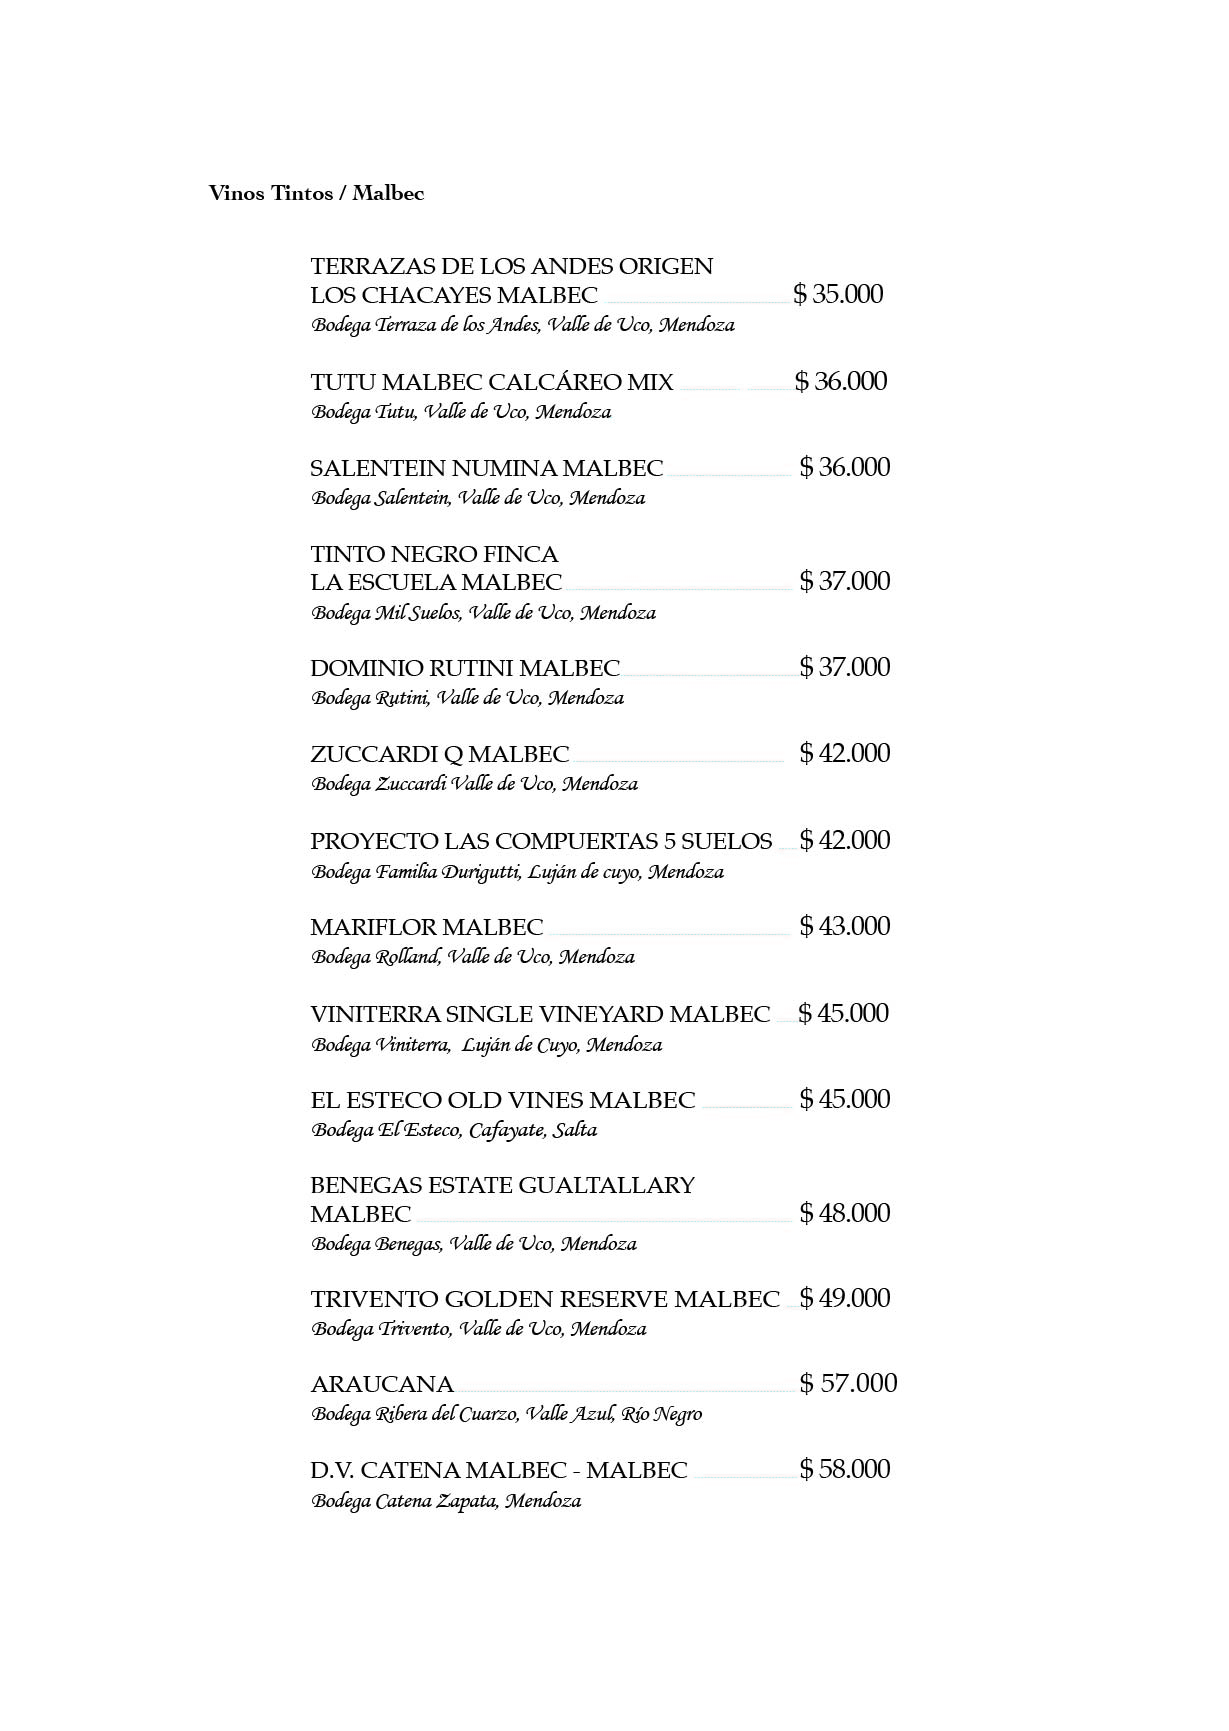 Vinos Tintos / Malbec
TERRAZAS DE LOS ANDES ORIGEN
LOS CHACAYES MALBEC $ 35.000
Bodega Terraza de los Andes, Valle de Uco, Mendoza
TUTU MALBEC CALCÁREO MIX $ 36.000
Bodega Tutu, Valle de Uco, Mendoza
SALENTEIN NUMINA MALBEC $ 36.000
Bodega Salentein, Valle de Uco, Mendoza
TINTO NEGRO FINCA
LA ESCUELA MALBEC $ 37.000
Bodega Mil Suelos, Valle de Uco, Mendoza
DOMINIO RUTINI MALBEC $ 37.000
Bodega Rutini, Valle de Uco, Mendoza
ZUCCARDI Q MALBEC $ 42.000
Bodega Zuccardi Valle de Uco, Mendoza
PROYECTO LAS COMPUERTAS 5 SUELOS $ 42.000
Bodega Familia Durigutti, Luján de cuyo, Mendoza
MARIFLOR MALBEC $ 43.000
Bodega Rolland, Valle de Uco, Mendoza
VINITERRA SINGLE VINEYARD MALBEC $ 45.000
Bodega Viniterra, Luján de Cuyo, Mendoza
EL ESTECO OLD VINES MALBEC $ 45.000
Bodega El Esteco, Cafayate, Salta
BENEGAS ESTATE GUALTALLARY
MALBEC $ 48.000
Bodega Benegas, Valle de Uco, Mendoza
TRIVENTO GOLDEN RESERVE MALBEC $ 49.000
Bodega Trivento, Valle de Uco, Mendoza
ARAUCANA $ 57.000
Bodega Ribera del Cuarzo, Valle Azul, Río Negro
D.V. CATENA MALBEC - MALBEC $ 58.000
Bodega Catena Zapata, Mendoza